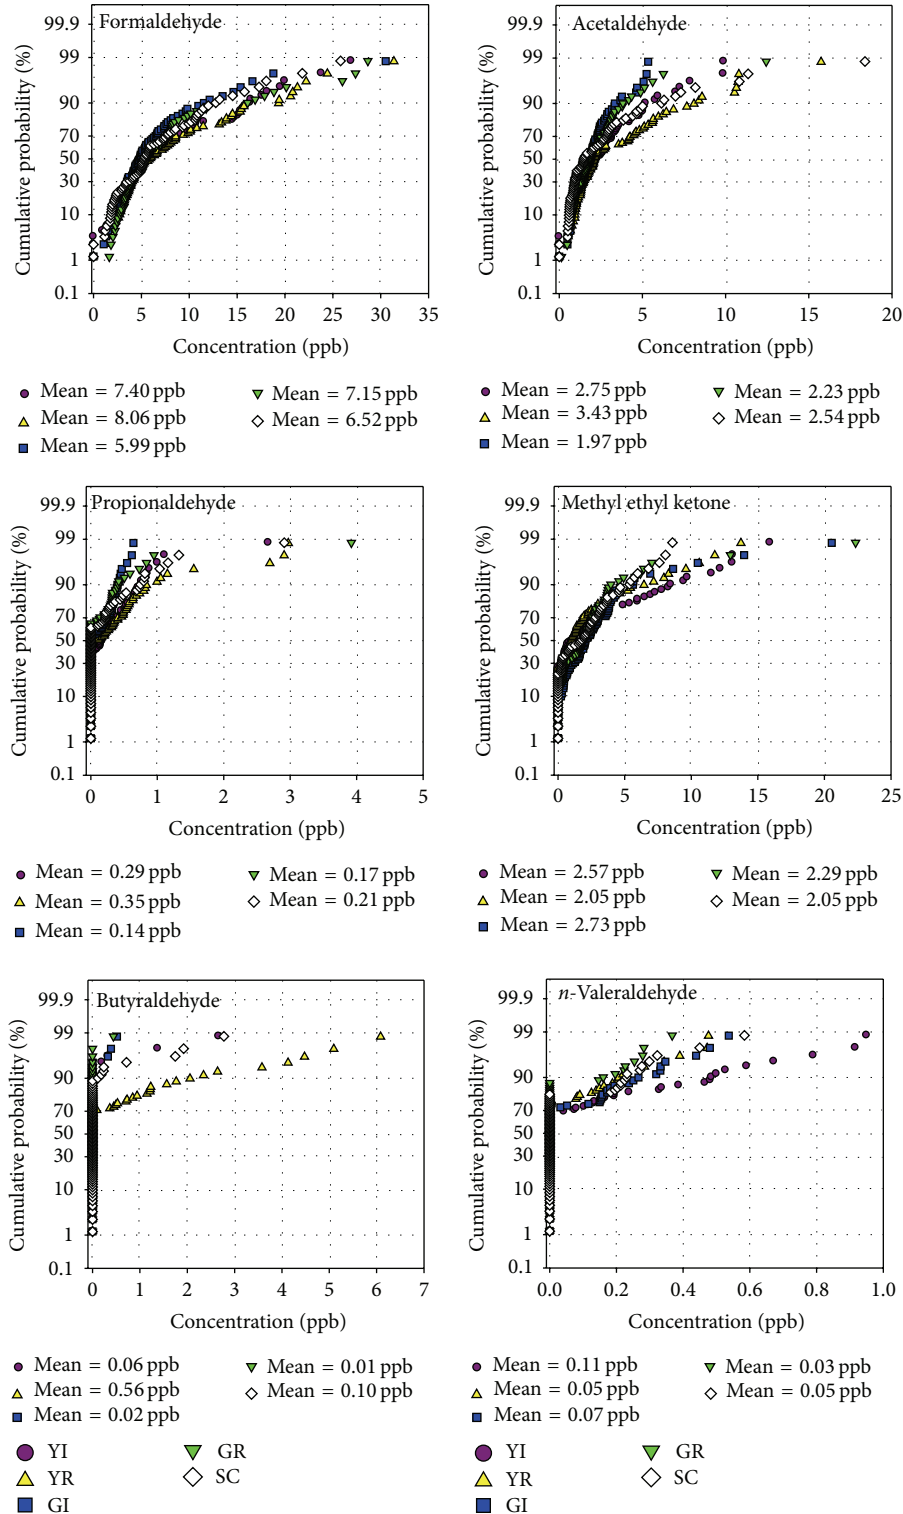 Formaldehyde
Cumulative probability (%)
99.9
99
90
70
50
30
10
1
0.1
0 5 10 15 20 25 30 35
Concentration (ppb)
Mean = 7.40 ppb
Mean = 8.06 ppb
Mean = 5.99 ppb
Mean = 7.15 ppb
Mean = 6.52 ppb
Acetaldehyde
Cumulative probability (%)
99.9
99
90
70
50
30
10
1
0.1
0 5 10 15 20
Concentration (ppb)
Mean = 2.75 ppb
Mean = 3.43 ppb
Mean = 1.97 ppb
Mean = 2.23 ppb
Mean = 2.54 ppb
Propionaldehyde
Cumulative probability (%)
99.9
99
90
70
50
30
10
1
0.1
0 1 2 3 4 5
Concentration (ppb)
Mean = 0.29 ppb
Mean = 0.35 ppb
Mean = 0.14 ppb
Mean = 0.17 ppb
Mean = 0.21 ppb
Methyl ethyl ketone
Cumulative probability (%)
99.9
99
90
70
50
30
10
1
0.1
0 5 10 15 20 25
Concentration (ppb)
Mean = 2.57 ppb
Mean = 2.05 ppb
Mean = 2.73 ppb
Mean = 2.29 ppb
Mean = 2.05 ppb
Butyraldehyde
Cumulative probability (%)
99.9
99
90
70
50
30
10
1
0.1
0 1 2 3 4 5 6 7
Concentration (ppb)
Mean = 0.06 ppb
Mean = 0.56 ppb
Mean = 0.02 ppb
Mean = 0.01 ppb
Mean = 0.10 ppb
YI
YR
GI
GR
SC
n-Valeraldehyde
Cumulative probability (%)
99.9
99
90
70
50
30
10
1
0.1
0.0 0.2 0.4 0.6 0.8 1.0
Concentration (ppb)
Mean = 0.11 ppb
Mean = 0.05 ppb
Mean = 0.07 ppb
Mean = 0.03 ppb
Mean = 0.05 ppb
YI
YR
GI
GR
SC